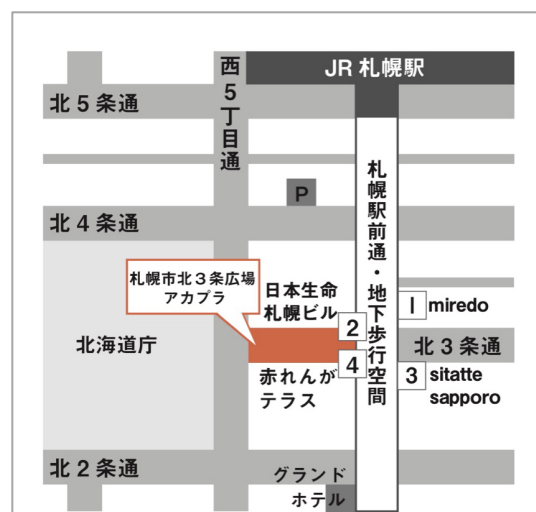 JR 札幌駅
西5丁目通
北5条通
札幌駅前通・地下歩行空間
P
北4条通
札幌市北3条広場
アカプラ
日本生命
札幌ビル
1 miredo
2
北海道庁
北3条通
4
赤れんが
テラス
3 sitatte
sapporo
北2条通
グランド
ホテル